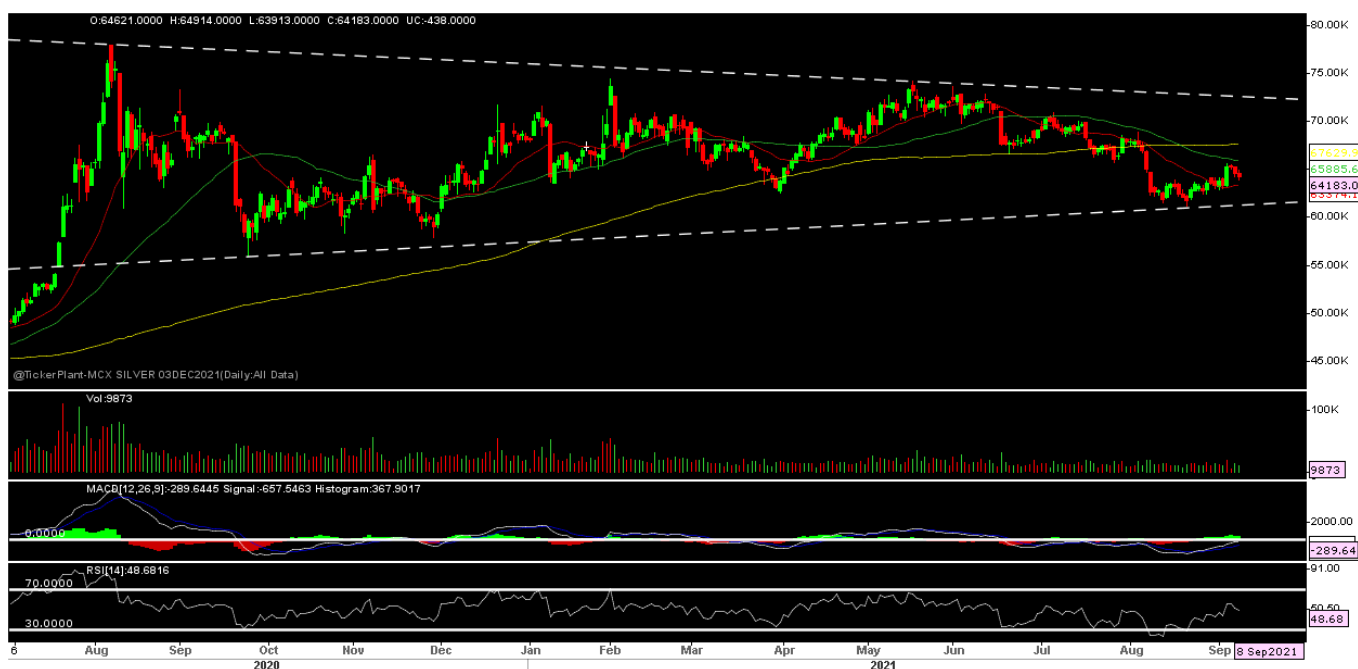 O:64621.0000 H:64914.0000 L:63913.0000 C:64183.0000 UC:-438.0000
80.00K
75.00K
70.00K
67629.9
65885.6
64183.0
60.00K
55.00K
50.00K
45.00K
@TickerPlant-MCX SILVER 03DEC2021(Daily:All Data)
Vol:9873
100K
9873
MACD[12,26,9]:-289.6445 Signal:-657.5463 Histogram:367.9017
2000.00
0.0000
-289.64
RSI[14]:48.6816
91.00
70.0000
48.68
30.0000
6 Aug Sep Oct Nov Dec Jan Feb Mar Apr May Jun Jul Aug Sep 8 Sep2021
2020 2021